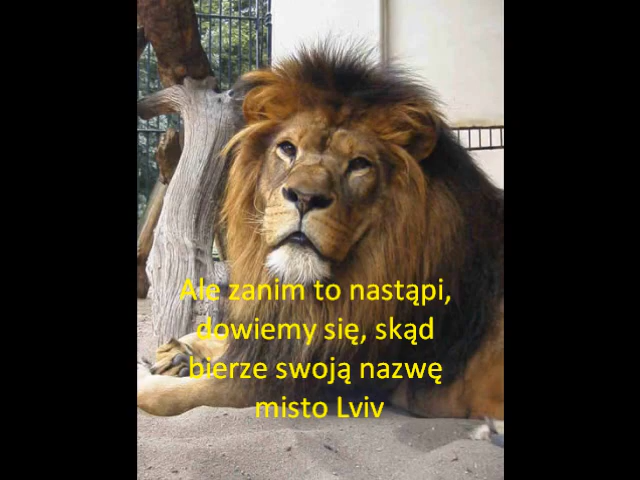 Ale zanim to nastąpi,
dowiemy się, skąd
bierze swoją nazwę
misto Lviv